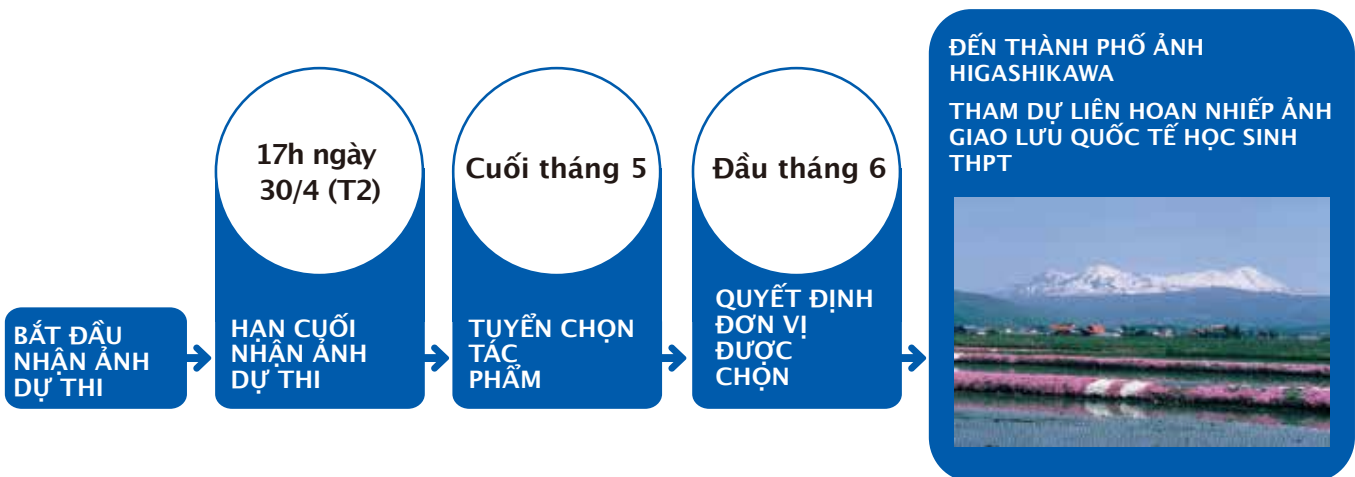 BẮT ĐẦU
NHẬN ẢNH
DỰ THI
17h ngày
30/4 (T2)
HẠN CUỐI
NHẬN ẢNH
DỰ THI
Cuối tháng 5
TUYỂN CHỌN
TÁC
PHẨM
Đầu tháng 6
QUYẾT ĐỊNH
ĐƠN VỊ
ĐƯỢC
CHỌN
ĐẾN THÀNH PHỐ ẢNH
HIGASHIKAWA
THAM DỰ LIÊN HOAN NHIẾP ẢNH
GIAO LƯU QUỐC TẾ HỌC SINH
THPT